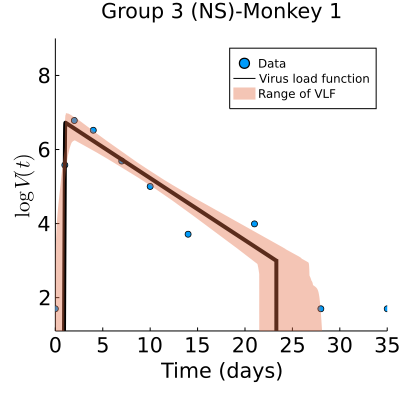 Group 3 (NS)-Monkey 1
Data
Virus load function
Range of VLF
log V(t)
8
6
4
2
0 5 10 15 20 25 30 35
Time (days)